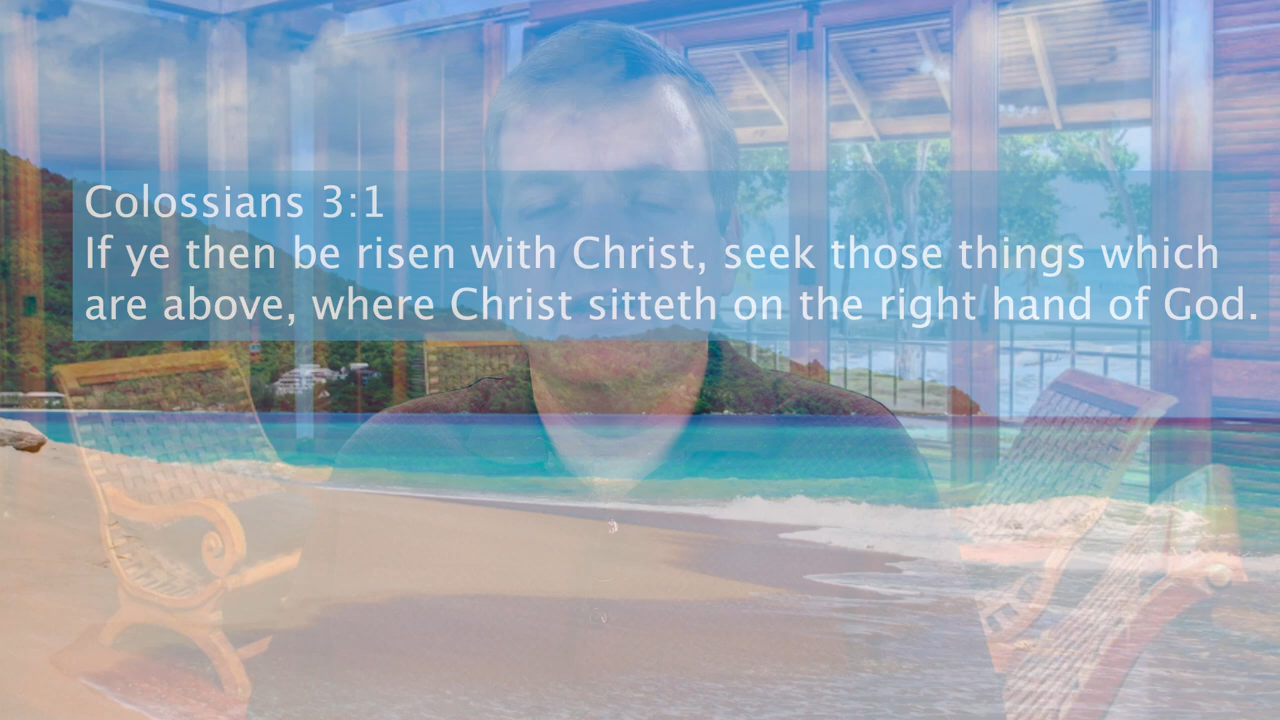 Colossians 3:1
If ye then be risen with Christ, seek those things which
are above, where Christ sitteth on the right hand of God.